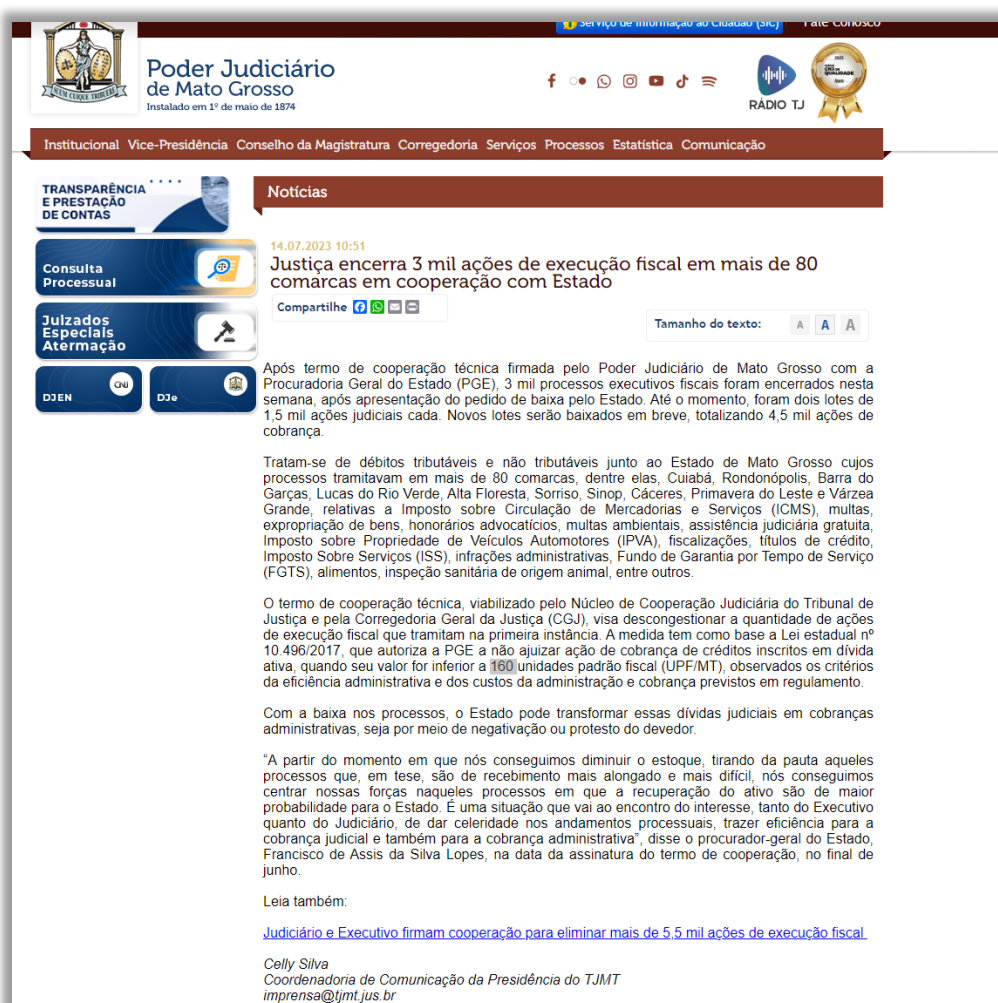 Serviço de Informação ao Cidadão (SIC)
Fale Conosco
Poder Judiciário
de Mato Grosso
Instalado em 1º de maio de 1874
RÁDIO TJ
Institucional Vice-Presidência Conselho da Magistratura Corregedoria Serviços Processos Estatística Comunicação
TRANSPARÊNCIA
E PRESTAÇÃO
DE CONTAS
Consulta
Processual
Juizados
Especiais
Atermação
DJEN
CNJ
DJe
Notícias
14.07.2023 10:51
Justiça encerra 3 mil ações de execução fiscal em mais de 80
comarcas em cooperação com Estado
Compartilhe
Tamanho do texto: A A A
Após termo de cooperação técnica firmada pelo Poder Judiciário de Mato Grosso com a
Procuradoria Geral do Estado (PGE), 3 mil processos executivos fiscais foram encerrados nesta
semana, após apresentação do pedido de baixa pelo Estado. Até o momento, foram dois lotes de
1,5 mil ações judiciais cada. Novos lotes serão baixados em breve, totalizando 4,5 mil ações de
cobrança.
Tratam-se de débitos tributáveis e não tributáveis junto ao Estado de Mato Grosso cujos
processos tramitavam em mais de 80 comarcas, dentre elas, Cuiabá, Rondonópolis, Barra do
Garças, Lucas do Rio Verde, Alta Floresta, Sorriso, Sinop, Cáceres, Primavera do Leste e Várzea
Grande, relativas a Imposto sobre Circulação de Mercadorias e Serviços (ICMS), multas,
expropriação de bens, honorários advocatícios, multas ambientais, assistência judiciária gratuita,
Imposto sobre Propriedade de Veículos Automotores (IPVA), fiscalizações, títulos de crédito,
Imposto Sobre Serviços (ISS), infrações administrativas, Fundo de Garantia por Tempo de Serviço
(FGTS), alimentos, inspeção sanitária de origem animal, entre outros.
O termo de cooperação técnica, viabilizado pelo Núcleo de Cooperação Judiciária do Tribunal de
Justiça e pela Corregedoria Geral da Justiça (CGJ), visa descongestionar a quantidade de ações
de execução fiscal que tramitam na primeira instância. A medida tem como base a Lei estadual nº
10.496/2017, que autoriza a PGE a não ajuizar ação de cobrança de créditos inscritos em dívida
ativa, quando seu valor for inferior a 160 unidades padrão fiscal (UPF/MT), observados os critérios
da eficiência administrativa e dos custos da administração e cobrança previstos em regulamento.
Com a baixa nos processos, o Estado pode transformar essas dívidas judiciais em cobranças
administrativas, seja por meio de negativação ou protesto do devedor.
“A partir do momento em que nós conseguimos diminuir o estoque, tirando da pauta aqueles
processos que, em tese, são de recebimento mais alongado e mais difícil, nós conseguimos
centrar nossas forças naqueles processos em que a recuperação do ativo são de maior
probabilidade para o Estado. É uma situação que vai ao encontro do interesse, tanto do Executivo
quanto do Judiciário, de dar celeridade nos andamentos processuais, trazer eficiência para a
cobrança judicial e também para a cobrança administrativa”, disse o procurador-geral do Estado,
Francisco de Assis da Silva Lopes, na data da assinatura do termo de cooperação, no final de
junho.
Leia também:
Judiciário e Executivo firmam cooperação para eliminar mais de 5,5 mil ações de execução fiscal
Celly Silva
Coordenadoria de Comunicação da Presidência do TJMT
imprensa@tjmt.jus.br